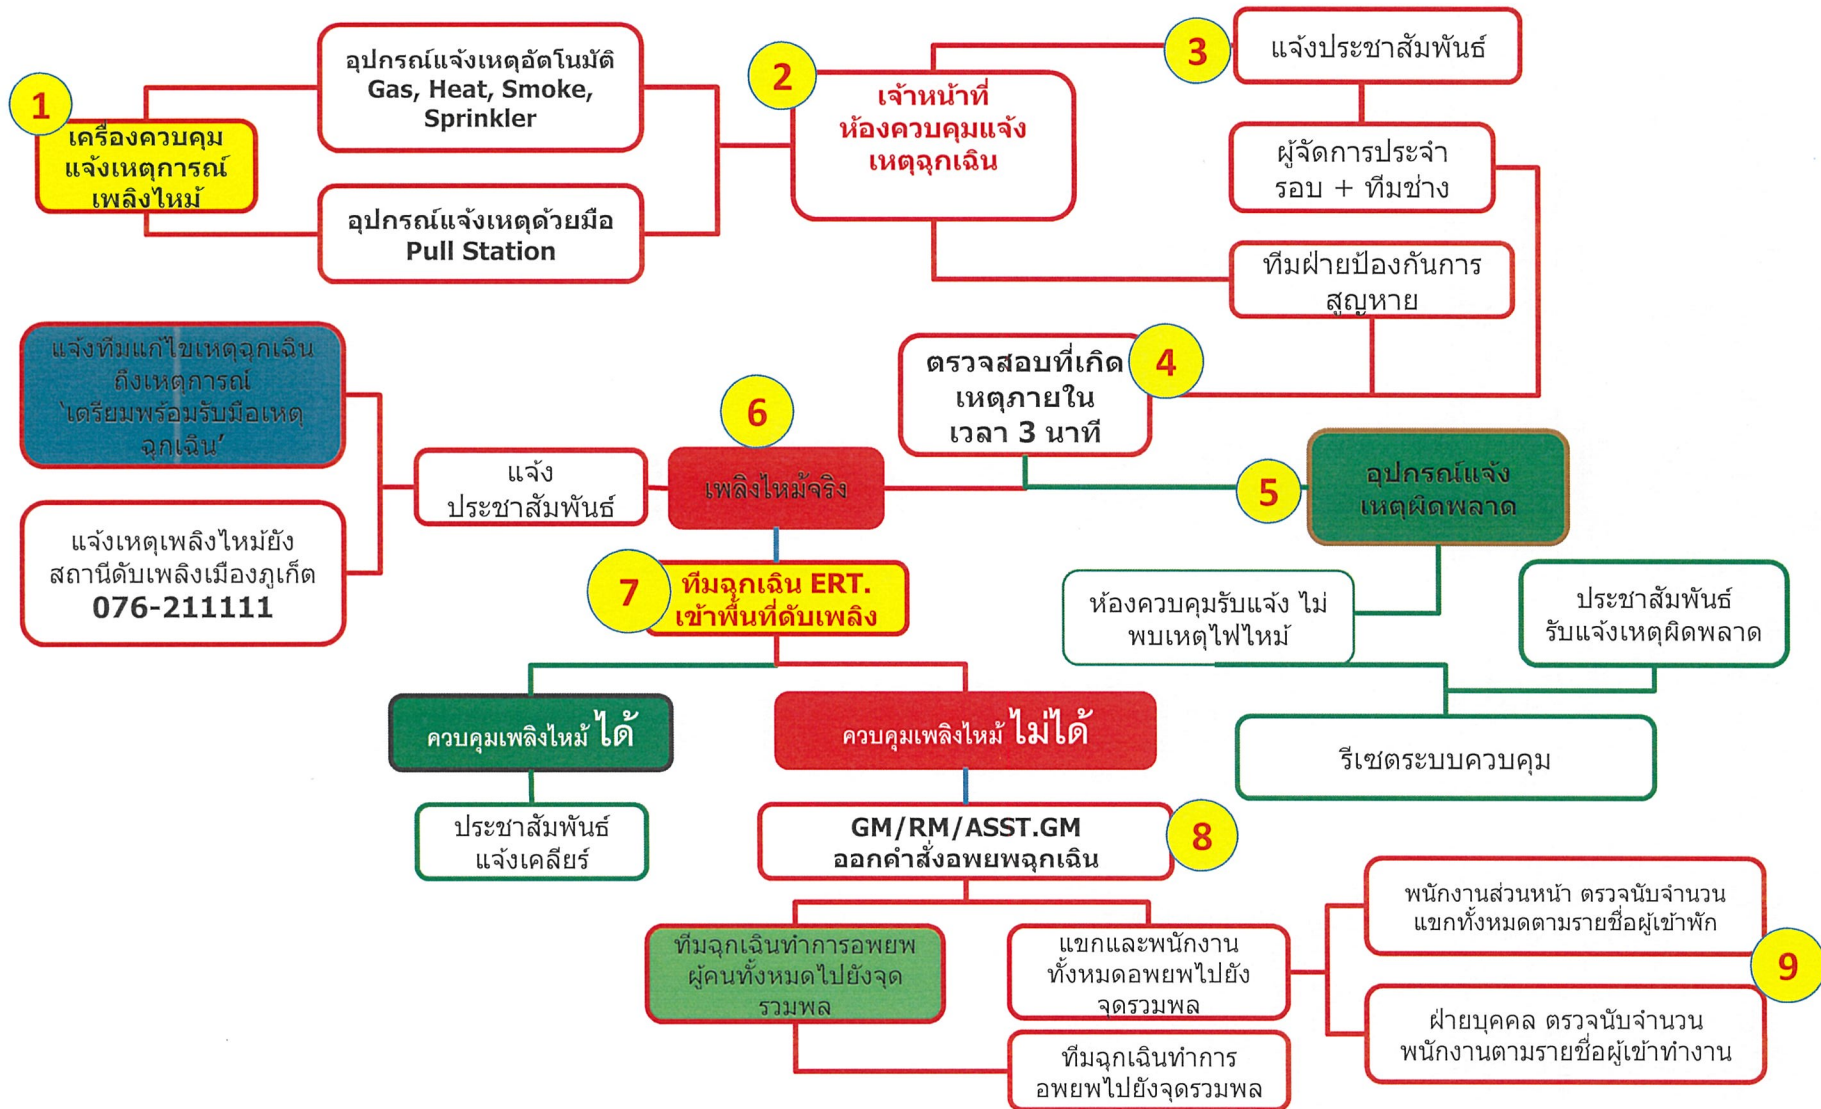 1
เครื่องควบคุม
แจ้งเหตุการณ์
เพลิงไหม้
อุปกรณ์แจ้งเหตุอัตโนมัติ
Gas, Heat, Smoke,
Sprinkler
อุปกรณ์แจ้งเหตุด้วยมือ
Pull Station
2
เจ้าหน้าที่
ห้องควบคุมแจ้ง
เหตุฉุกเฉิน
3
แจ้งประชาสัมพันธ์
ผู้จัดการประจำ
รอบ + ทีมช่าง
ทีมฝ่ายป้องกันการ
สูญหาย
ตรวจสอบที่เกิด
เหตุภายใน
เวลา 3 นาที
4
5
อุปกรณ์แจ้ง
เหตุผิดพลาด
ห้องควบคุมรับแจ้ง ไม่
พบเหตุไฟไหม้
ประชาสัมพันธ์
รับแจ้งเหตุผิดพลาด
รีเซตระบบควบคุม
6
เพลิงไหม้จริง
แจ้ง
ประชาสัมพันธ์
แจ้งทีมแก้ไขเหตุฉุกเฉิน
ถึงเหตุการณ์
‘เตรียมพร้อมรับมือเหตุ
ฉุกเฉิน’
แจ้งเหตุเพลิงไหม้ยัง
สถานีดับเพลิงเมืองภูเก็ต
076-211111
7
ทีมฉุกเฉิน ERT.
เข้าพื้นที่ดับเพลิง
ควบคุมเพลิงไหม้ ได้
ควบคุมเพลิงไหม้ ไม่ได้
ประชาสัมพันธ์
แจ้งเคลียร์
GM/RM/ASST.GM
ออกคำสั่งอพยพฉุกเฉิน
8
ทีมฉุกเฉินทำการอพยพ
ผู้คนทั้งหมดไปยังจุด
รวมพล
แขกและพนักงาน
ทั้งหมดอพยพไปยัง
จุดรวมพล
ทีมฉุกเฉินทำการ
อพยพไปยังจุดรวมพล
พนักงานส่วนหน้า ตรวจนับจำนวน
แขกทั้งหมดตามรายชื่อผู้เข้าพัก
9
ฝ่ายบุคคล ตรวจนับจำนวน
พนักงานตามรายชื่อผู้เข้าทำงาน